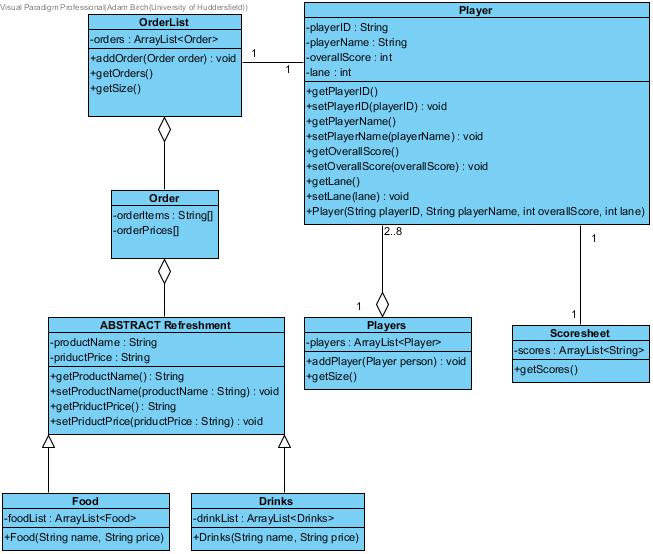 Visual Paradigm Professional(Adam Birch(University of Huddersfield))
OrderList
-orders : ArrayList<Order>
+addOrder(Order order) : void
+getOrders()
+getSize()
1
1
Player
-playerID : String
-playerName : String
-overallScore : int
-lane : int
+getPlayerID()
+setPlayerID(playerID) : void
+getPlayerName()
+setPlayerName(playerName) : void
+getOverallScore()
+setOverallScore(overallScore) : void
+getLane()
+setLane(lane) : void
+Player(String playerID, String playerName, int overallScore, int lane)
Order
-orderItems : String[]
-orderPrices[]
2..8
1
1
1
ABSTRACT Refreshment
-productName : String
-priductPrice : String
+getProductName() : String
+setProductName(productName : String) : void
+getPriductPrice() : String
+setPriductPrice(priductPrice : String) : void
Players
-players : ArrayList<Player>
+addPlayer(Player person) : void
+getSize()
Scoresheet
-scores : ArrayList<String>
+getScores()
Food
-foodList : ArrayList<Food>
+Food(String name, String price)
Drinks
-drinkList : ArrayList<Drinks>
+Drinks(String name, String price)